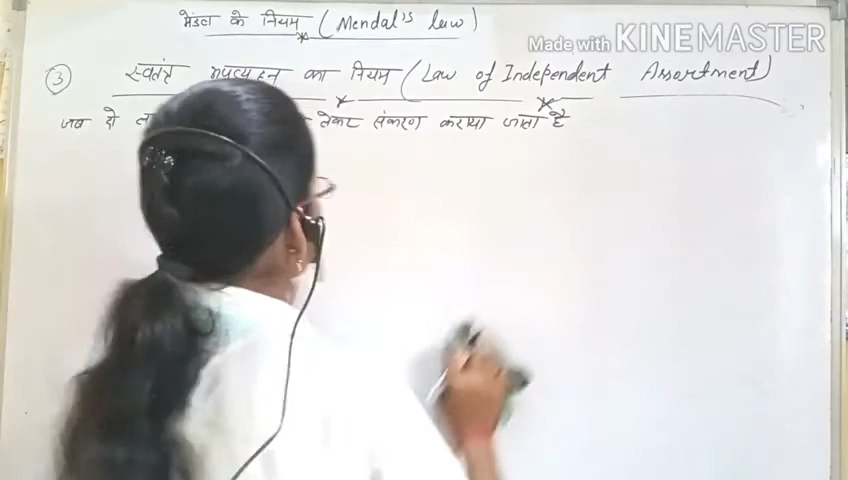 मेंडल के नियम (Mendal's law)
Made with KINEMASTER
③ स्वतंत्र अपव्यूहन का नियम (Law of Independent Assortment)
जब दो लेकर संकरण कराया जाता है